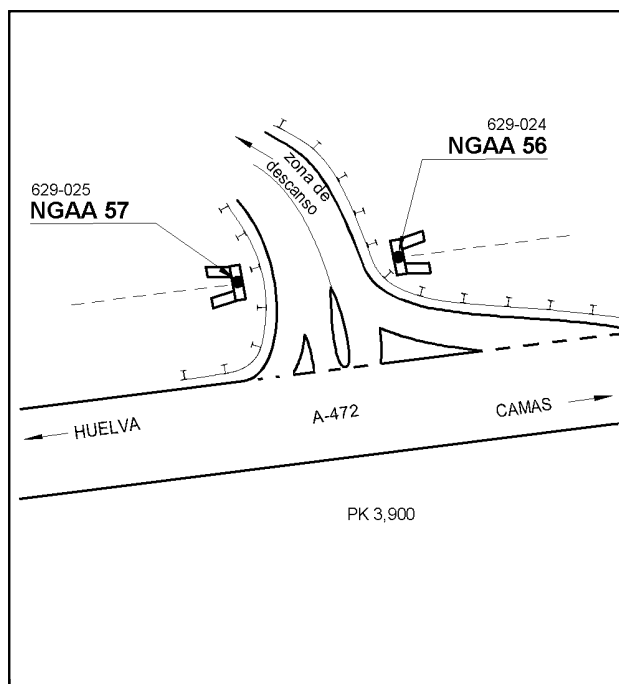 629-024
NGAA 56
629-025
NGAA 57
zona de
descanso
HUELVA
A-472
CAMAS
PK 3,900